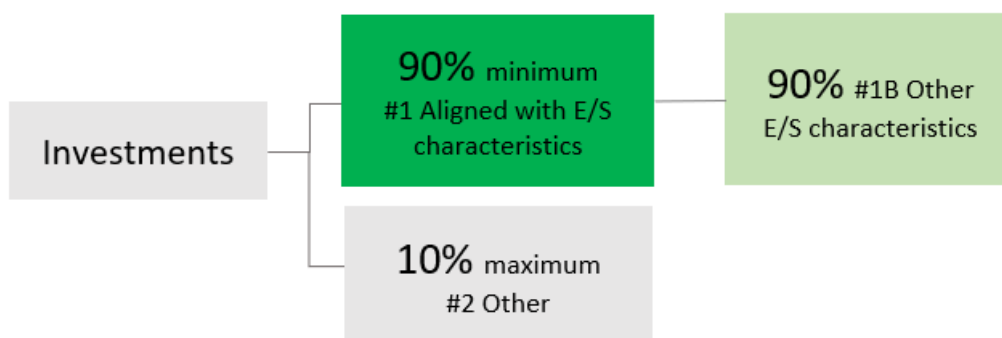 Investments
90% minimum
#1 Aligned with E/S
characteristics
90% #1B Other
E/S characteristics
10% maximum
#2 Other